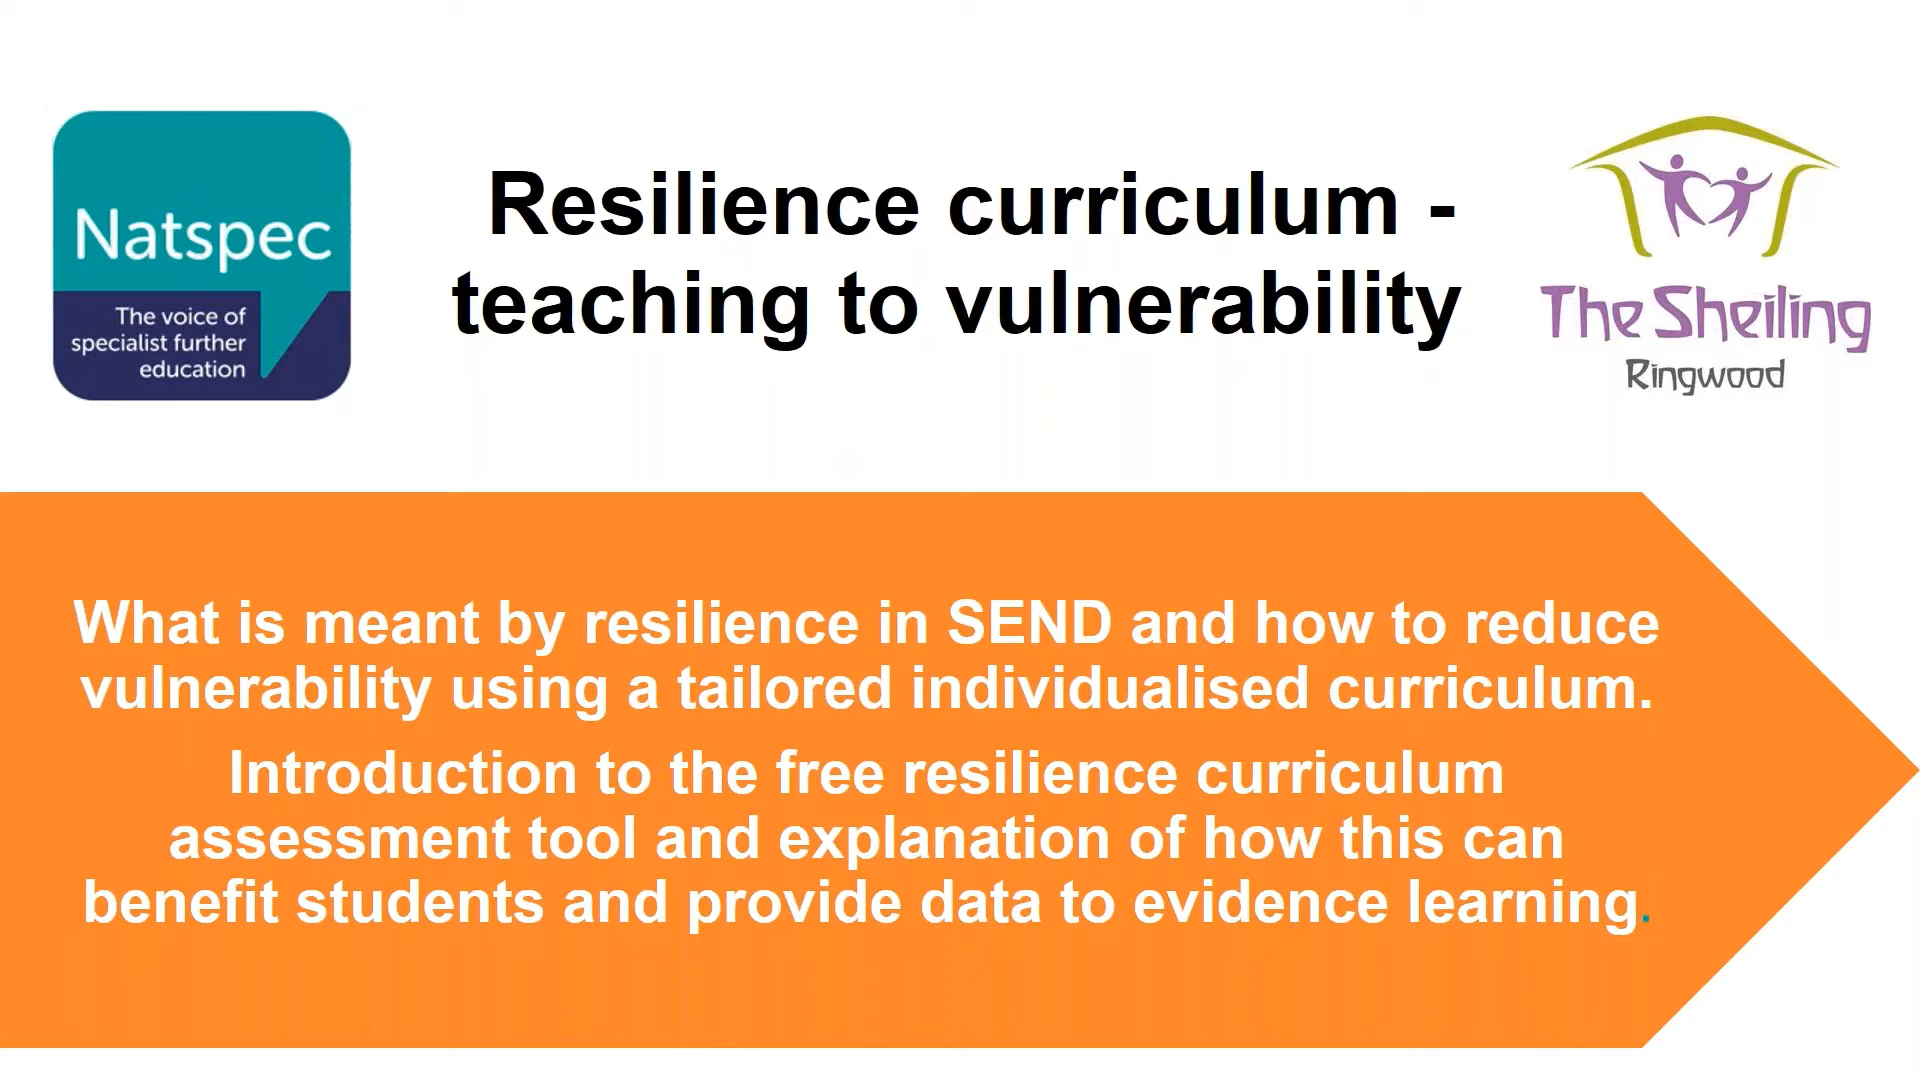 Natspec
The voice of
specialist further
education
Resilience curriculum -
teaching to vulnerability
The Sheiling
Ringwood
What is meant by resilience in SEND and how to reduce
vulnerability using a tailored individualised curriculum.
Introduction to the free resilience curriculum
assessment tool and explanation of how this can
benefit students and provide data to evidence learning.